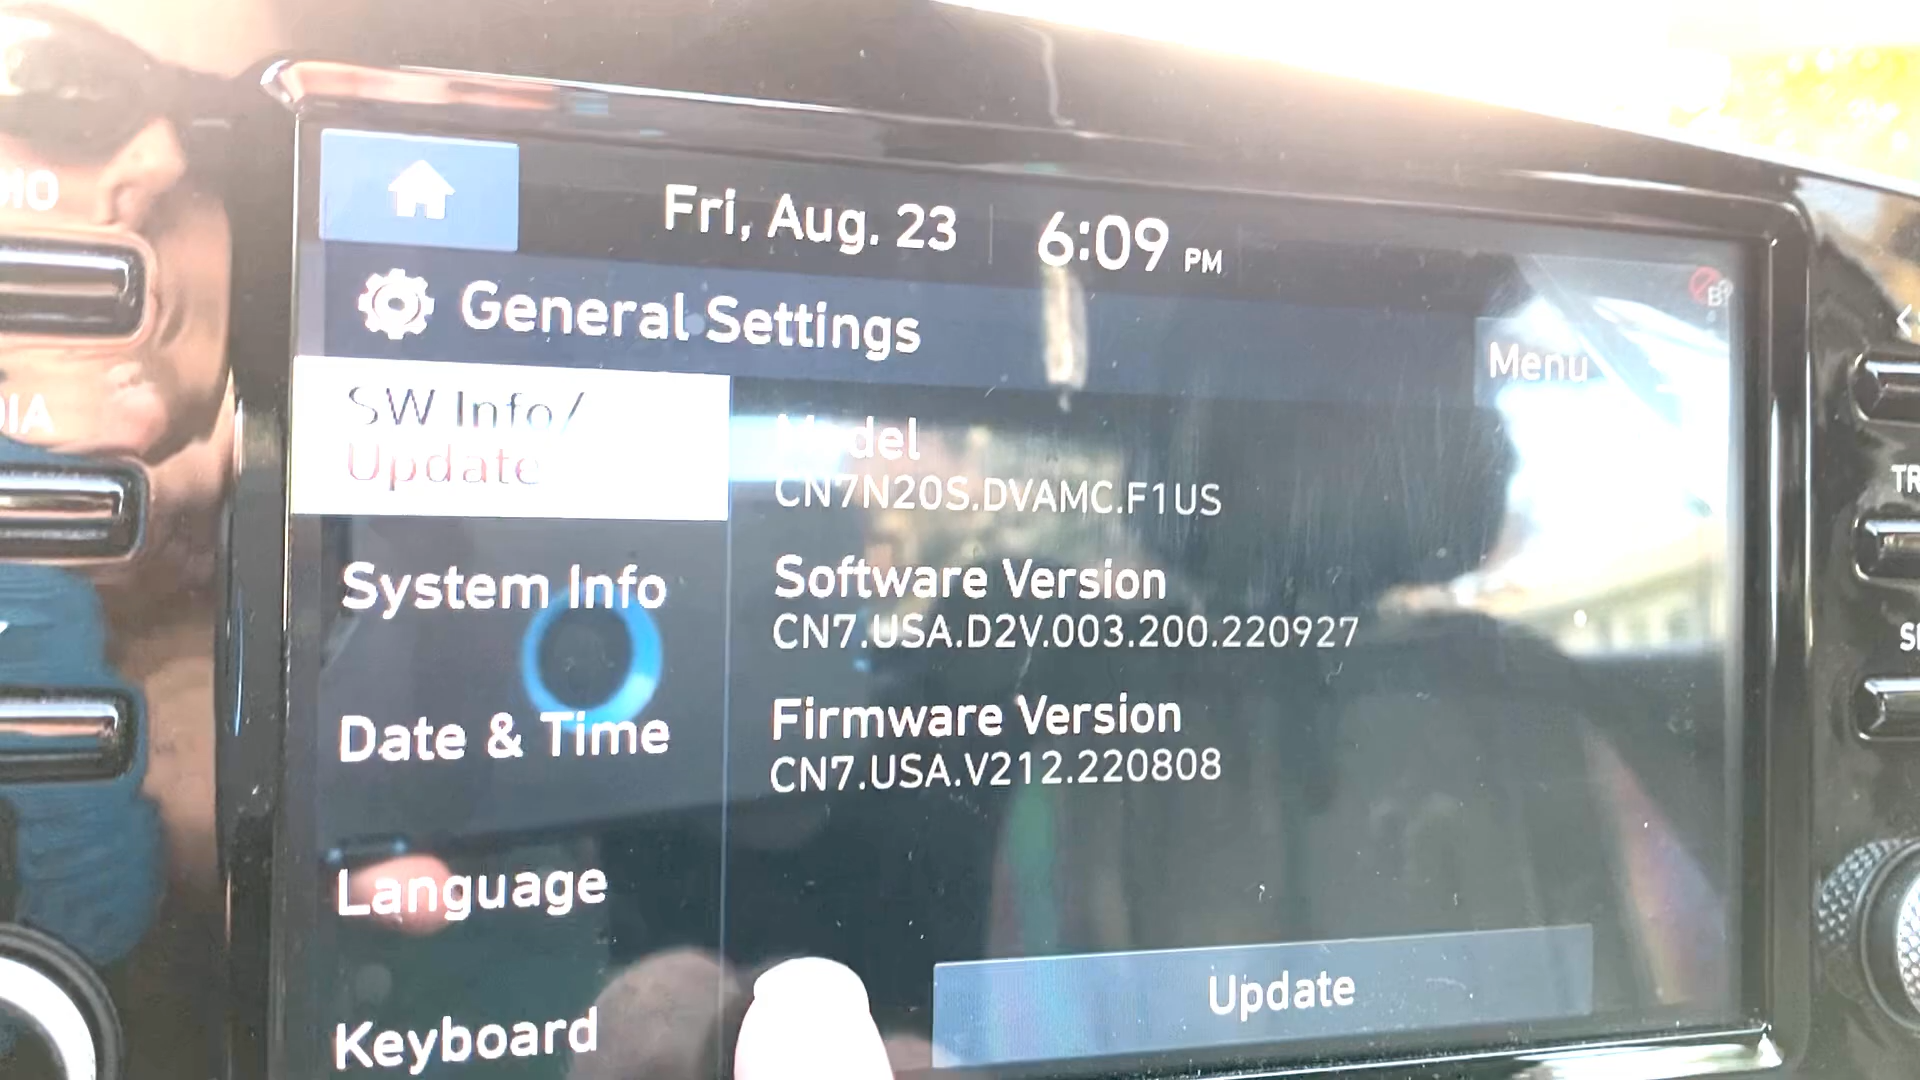 Fri, Aug. 23 6:09 PM
General Settings
Menu
SW Info/
Update
Model
CN7N20S.DVAMC.F1US
System Info
Software Version
CN7.USA.D2V.003.200.220927
Date & Time
Firmware Version
CN7.USA.V212.220808
Language
Keyboard
Update